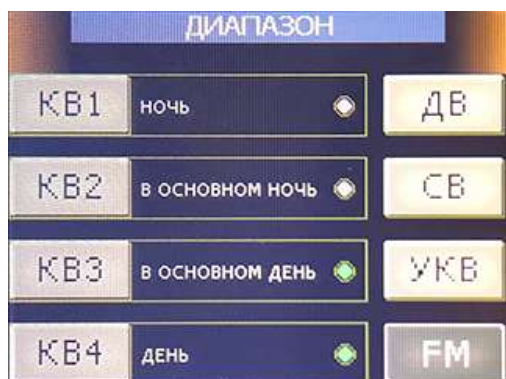 ДИАПАЗОН
КВ1 НОЧЬ ДВ
КВ2 В ОСНОВНОМ НОЧЬ СВ
КВ3 В ОСНОВНОМ ДЕНЬ УКВ
КВ4 ДЕНЬ FM